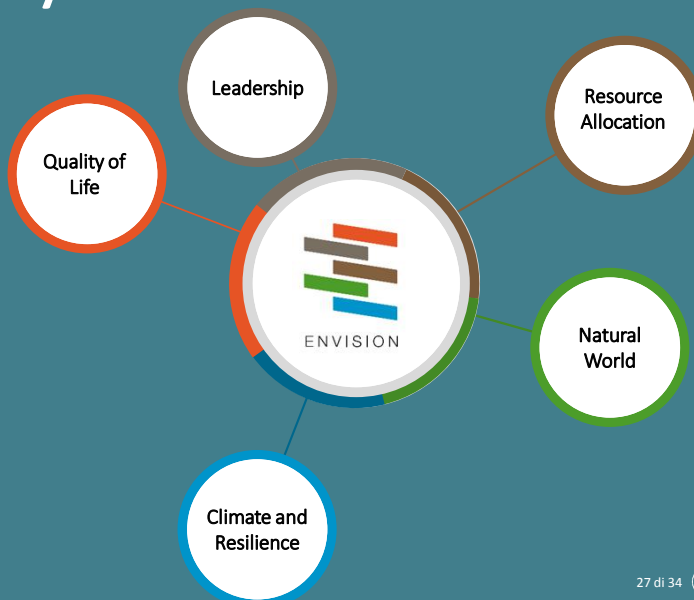 Leadership
Resource
Allocation
Quality of
Life
ENVISION
Natural
World
Climate and
Resilience
27 di 34